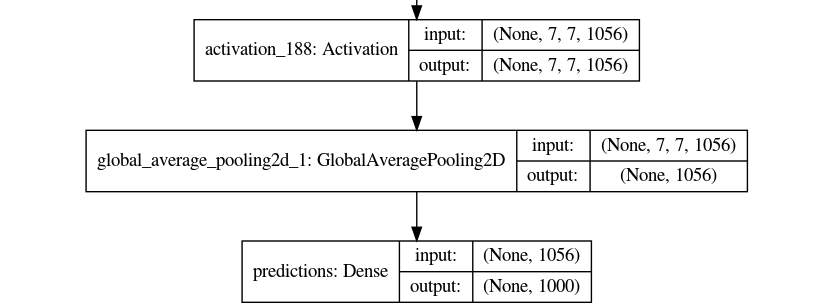 activation_188: Activation
input: (None, 7, 7, 1056)
output: (None, 7, 7, 1056)
global_average_pooling2d_1: GlobalAveragePooling2D
input: (None, 7, 7, 1056)
output: (None, 1056)
predictions: Dense
input: (None, 1056)
output: (None, 1000)